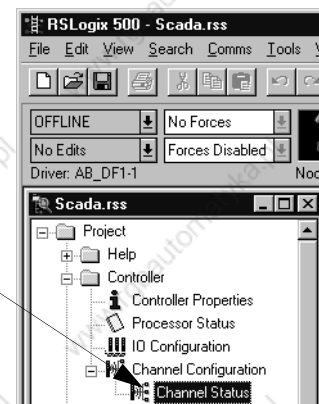 RSLogix 500 - Scada.rss
File Edit View Search Comms Tools
OFFLINE No Forces
No Edits Forces Disabled
Driver: AB_DF1-1
Scada.rss
Project
Help
Controller
Controller Properties
Processor Status
IO Configuration
Channel Configuration
Channel Status